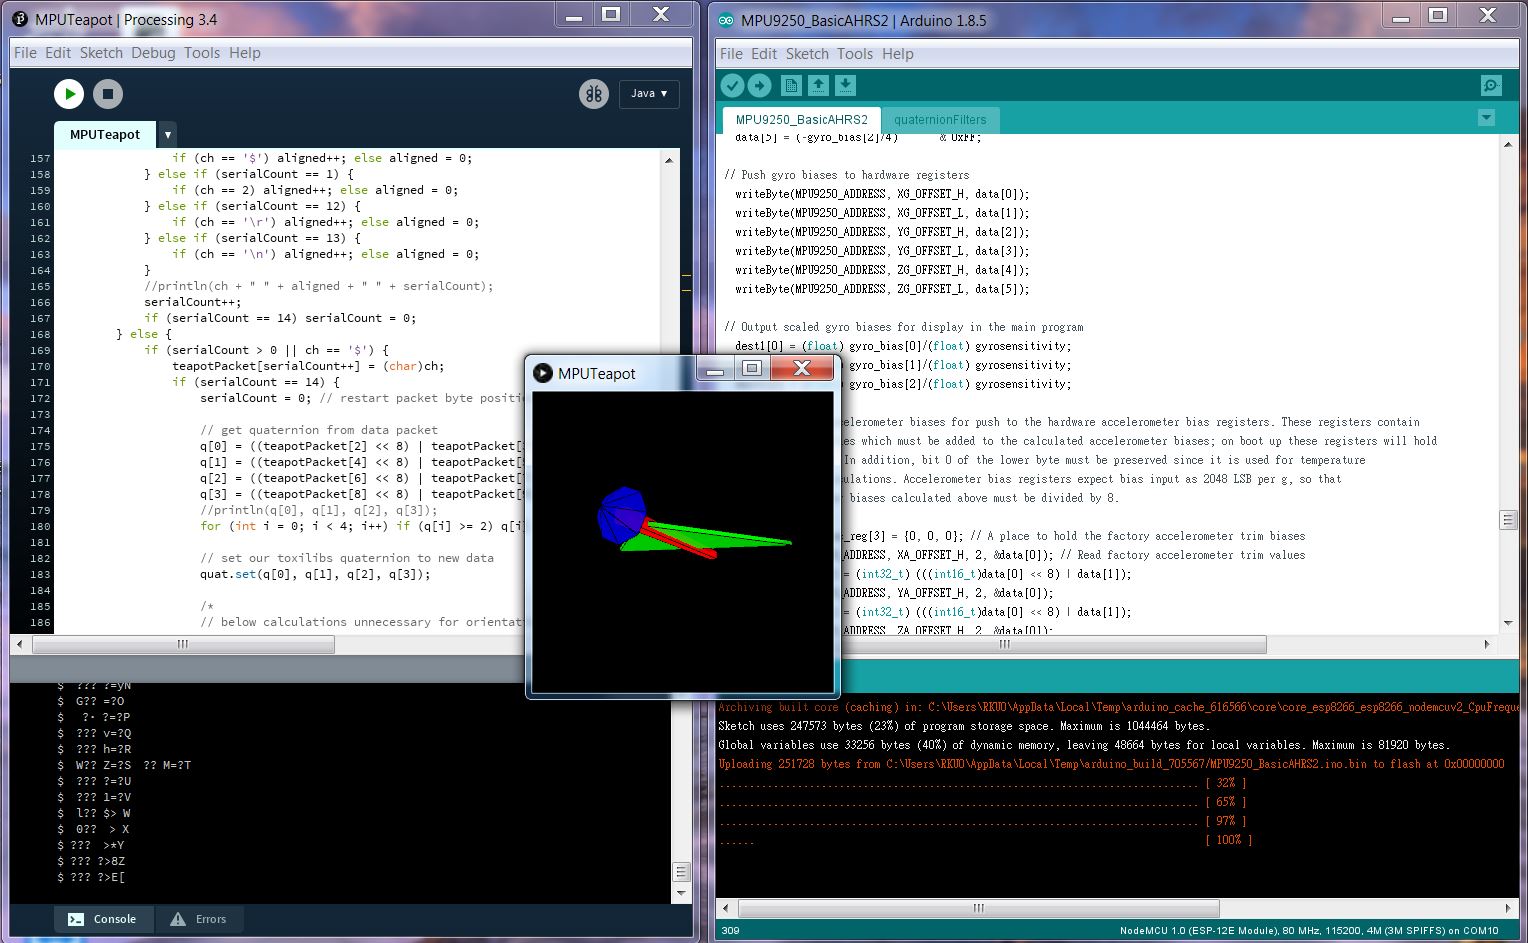 MPUTeapot | Processing 3.4
File Edit Sketch Debug Tools Help
Java ▼
MPUTeapot ▼
157 if (ch == '$') aligned++; else aligned = 0;
158 } else if (serialCount == 1) {
159 if (ch == 2) aligned++; else aligned = 0;
160 } else if (serialCount == 12) {
161 if (ch == '\r') aligned++; else aligned = 0;
162 } else if (serialCount == 13) {
163 if (ch == '\n') aligned++; else aligned = 0;
164 }
165 //println(ch + " " + aligned + " " + serialCount);
166 serialCount++;
167 if (serialCount == 14) serialCount = 0;
168 } else {
169 if (serialCount > 0 || ch == '$') {
170 teapotPacket[serialCount++] = (char)ch;
171 if (serialCount == 14) {
172 serialCount = 0; // restart packet byte positi
173
174 // get quaternion from data packet
175 q[0] = ((teapotPacket[2] << 8) | teapotPacket[
176 q[1] = ((teapotPacket[4] << 8) | teapotPacket[
177 q[2] = ((teapotPacket[6] << 8) | teapotPacket[
178 q[3] = ((teapotPacket[8] << 8) | teapotPacket[
179 //println(q[0], q[1], q[2], q[3]);
180 for (int i = 0; i < 4; i++) if (q[i] >= 2) q[i
181
182 // set our toxilibs quaternion to new data
183 quat.set(q[0], q[1], q[2], q[3]);
184
185 /*
186 // below calculations unnecessary for orientat
$ ??? ?=yN
$ G?? =?O
$ ?· ?=?P
$ ??? v=?Q
$ ??? h=?R
$ W?? Z=?S ?? M=?T
$ ??? ?=?U
$ ??? l=?V
$ l?? $> W
$ 0?? > X
$ ??? >*Y
$ ??? ?>8Z
$ ??? ?>E[
Console Errors
MPUTeapot
MPU9250_BasicAHRS2 | Arduino 1.8.5
File Edit Sketch Tools Help
MPU9250_BasicAHRS2 quaternionFilters
data[5] = (-gyro_bias[2]/4) & 0xFF;
// Push gyro biases to hardware registers
writeByte(MPU9250_ADDRESS, XG_OFFSET_H, data[0]);
writeByte(MPU9250_ADDRESS, XG_OFFSET_L, data[1]);
writeByte(MPU9250_ADDRESS, YG_OFFSET_H, data[2]);
writeByte(MPU9250_ADDRESS, YG_OFFSET_L, data[3]);
writeByte(MPU9250_ADDRESS, ZG_OFFSET_H, data[4]);
writeByte(MPU9250_ADDRESS, ZG_OFFSET_L, data[5]);
// Output scaled gyro biases for display in the main program
dest1[0] = (float) gyro_bias[0]/(float) gyrosensitivity;
) gyro_bias[1]/(float) gyrosensitivity;
) gyro_bias[2]/(float) gyrosensitivity;
elerometer biases for push to the hardware accelerometer bias registers. These registers contain
es which must be added to the calculated accelerometer biases; on boot up these registers will hold
In addition, bit 0 of the lower byte must be preserved since it is used for temperature
ulations. Accelerometer bias registers expect bias input as 2048 LSB per g, so that
r biases calculated above must be divided by 8.
_reg[3] = {0, 0, 0}; // A place to hold the factory accelerometer trim biases
ADDRESS, XA_OFFSET_H, 2, &data[0]); // Read factory accelerometer trim values
= (int32_t) (((int16_t)data[0] << 8) | data[1]);
ADDRESS, YA_OFFSET_H, 2, &data[0]);
= (int32_t) (((int16_t)data[0] << 8) | data[1]);
ADDRESS, ZA_OFFSET_H, 2, &data[0]);
Archiving built core (caching) in: C:\Users\RKUO\AppData\Local\Temp\arduino_cache_616566\core\core_esp8266_esp8266_nodemcuv2_CpuFreque
Sketch uses 247573 bytes (23%) of program storage space. Maximum is 1044464 bytes.
Global variables use 33256 bytes (40%) of dynamic memory, leaving 48664 bytes for local variables. Maximum is 81920 bytes.
Uploading 251728 bytes from C:\Users\RKUO\AppData\Local\Temp\arduino_build_705567/MPU9250_BasicAHRS2.ino.bin to flash at 0x00000000
................................................................................ [ 32% ]
................................................................................ [ 65% ]
................................................................................ [ 97% ]
...... [ 100% ]
309 NodeMCU 1.0 (ESP-12E Module), 80 MHz, 115200, 4M (3M SPIFFS) on COM10